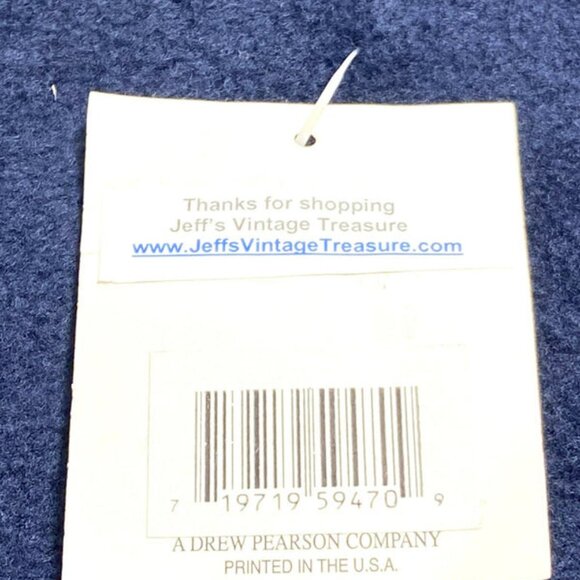 Thanks for shopping
Jeff's Vintage Treasure
www.JeffsVintageTreasure.com
7 19719 59470 9
A DREW PEARSON COMPANY
PRINTED IN THE U.S.A.